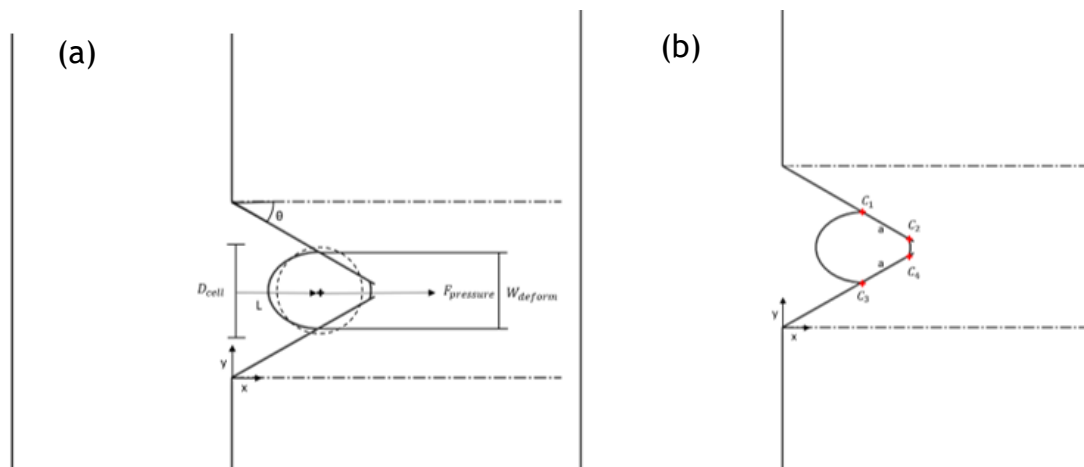 (a)
θ
D_cell
L
F_pressure
W_deform
y
x
(b)
C_1
a
C_2
a
C_4
C_3
y
x